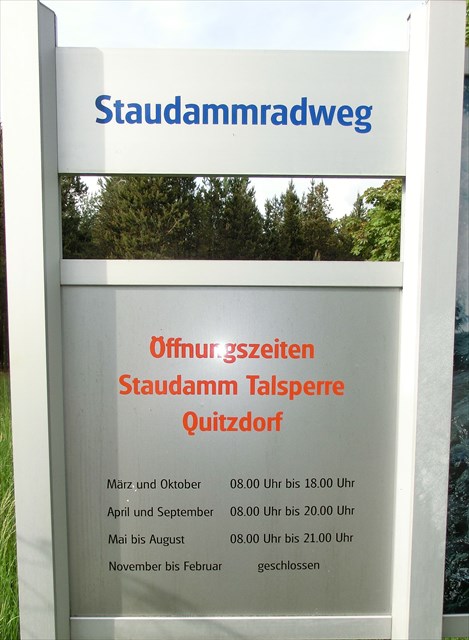 Staudammradweg
Öffnungszeiten
Staudamm Talsperre
Quitzdorf
März und Oktober 08.00 Uhr bis 18.00 Uhr
April und September 08.00 Uhr bis 20.00 Uhr
Mai bis August 08.00 Uhr bis 21.00 Uhr
November bis Februar geschlossen